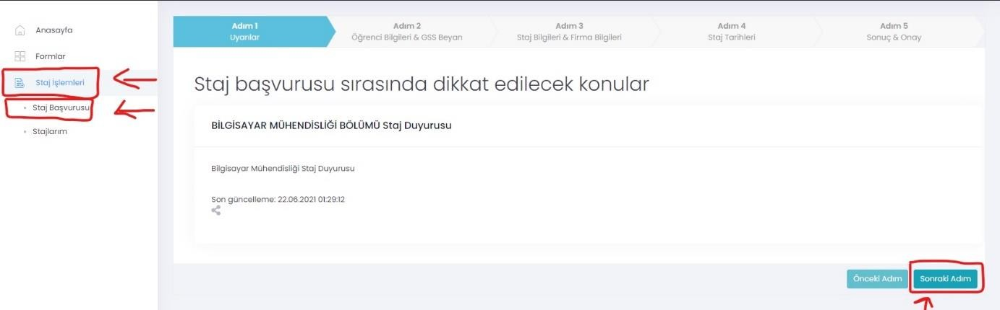 Anasayfa
Formlar
Staj İşlemleri
Staj Başvurusu
Stajlarım
Adım 1
Uyarılar
Adım 2
Öğrenci Bilgileri & GSS Beyan
Adım 3
Staj Bilgileri & Firma Bilgileri
Adım 4
Staj Tarihleri
Adım 5
Sonuç & Onay
Staj başvurusu sırasında dikkat edilecek konular
BİLGİSAYAR MÜHENDİSLİĞİ BÖLÜMÜ Staj Duyurusu
Bilgisayar Mühendisliği Staj Duyurusu
Son güncelleme: 22.06.2021 01:29:12
Önceki Adım
Sonraki Adım